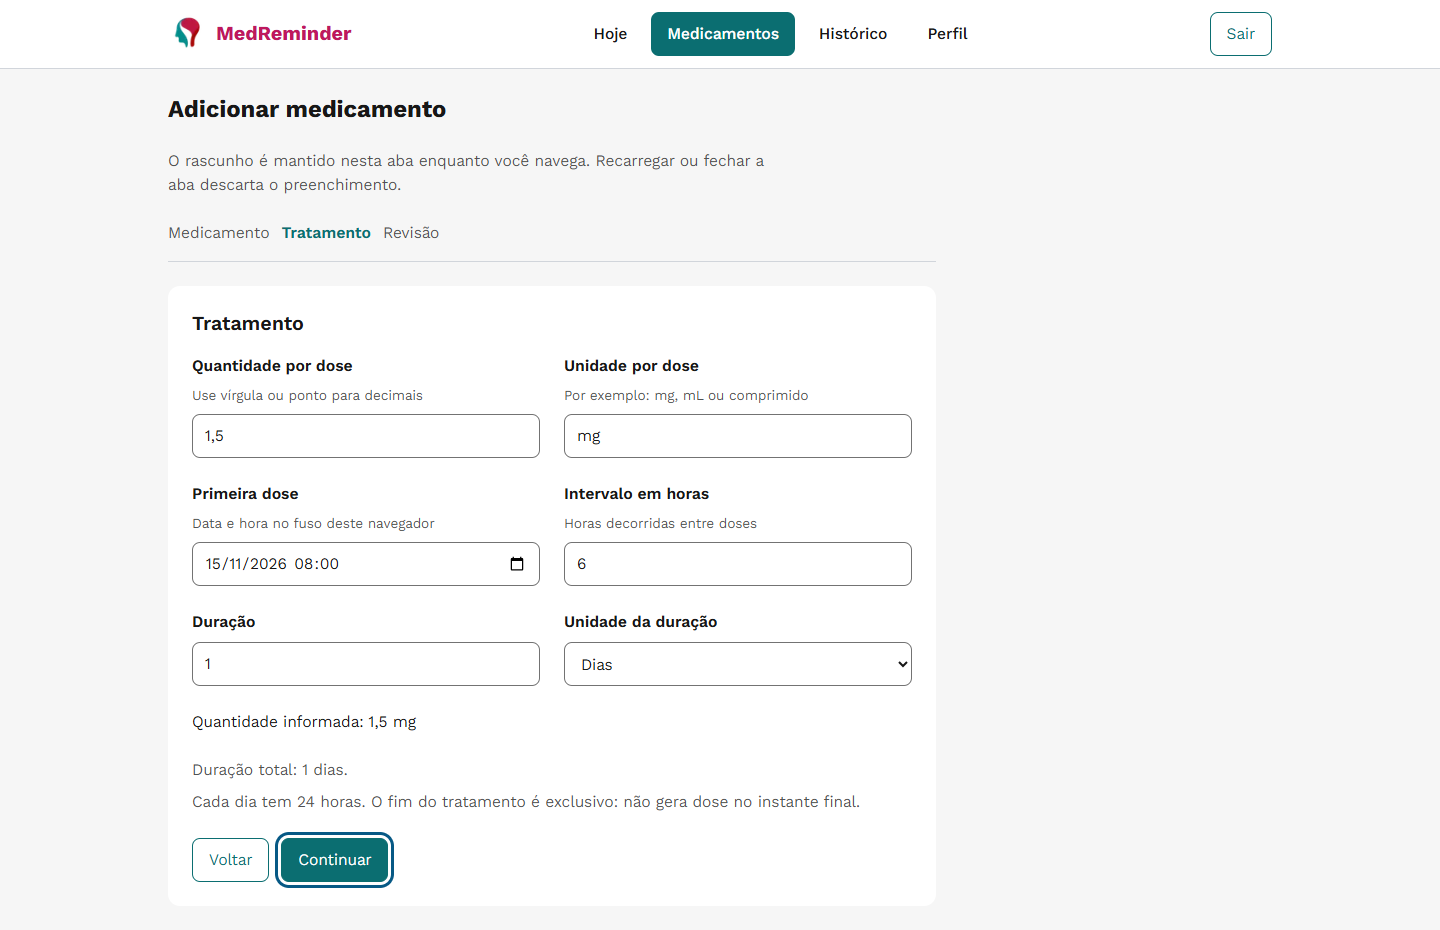 MedReminder
Hoje
Medicamentos
Histórico
Perfil
Sair
Adicionar medicamento
O rascunho é mantido nesta aba enquanto você navega. Recarregar ou fechar a
aba descarta o preenchimento.
Medicamento Tratamento Revisão
Tratamento
Quantidade por dose
Use vírgula ou ponto para decimais
1,5
Unidade por dose
Por exemplo: mg, mL ou comprimido
mg
Primeira dose
Data e hora no fuso deste navegador
15/11/2026 08:00
Intervalo em horas
Horas decorridas entre doses
6
Duração
1
Unidade da duração
Dias
Quantidade informada: 1,5 mg
Duração total: 1 dias.
Cada dia tem 24 horas. O fim do tratamento é exclusivo: não gera dose no instante final.
Voltar
Continuar